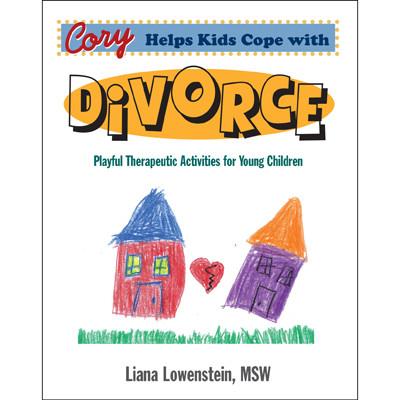 Cory Helps Kids Cope with
DiVORCE
Playful Therapeutic Activities for Young Children
Liana Lowenstein, MSW